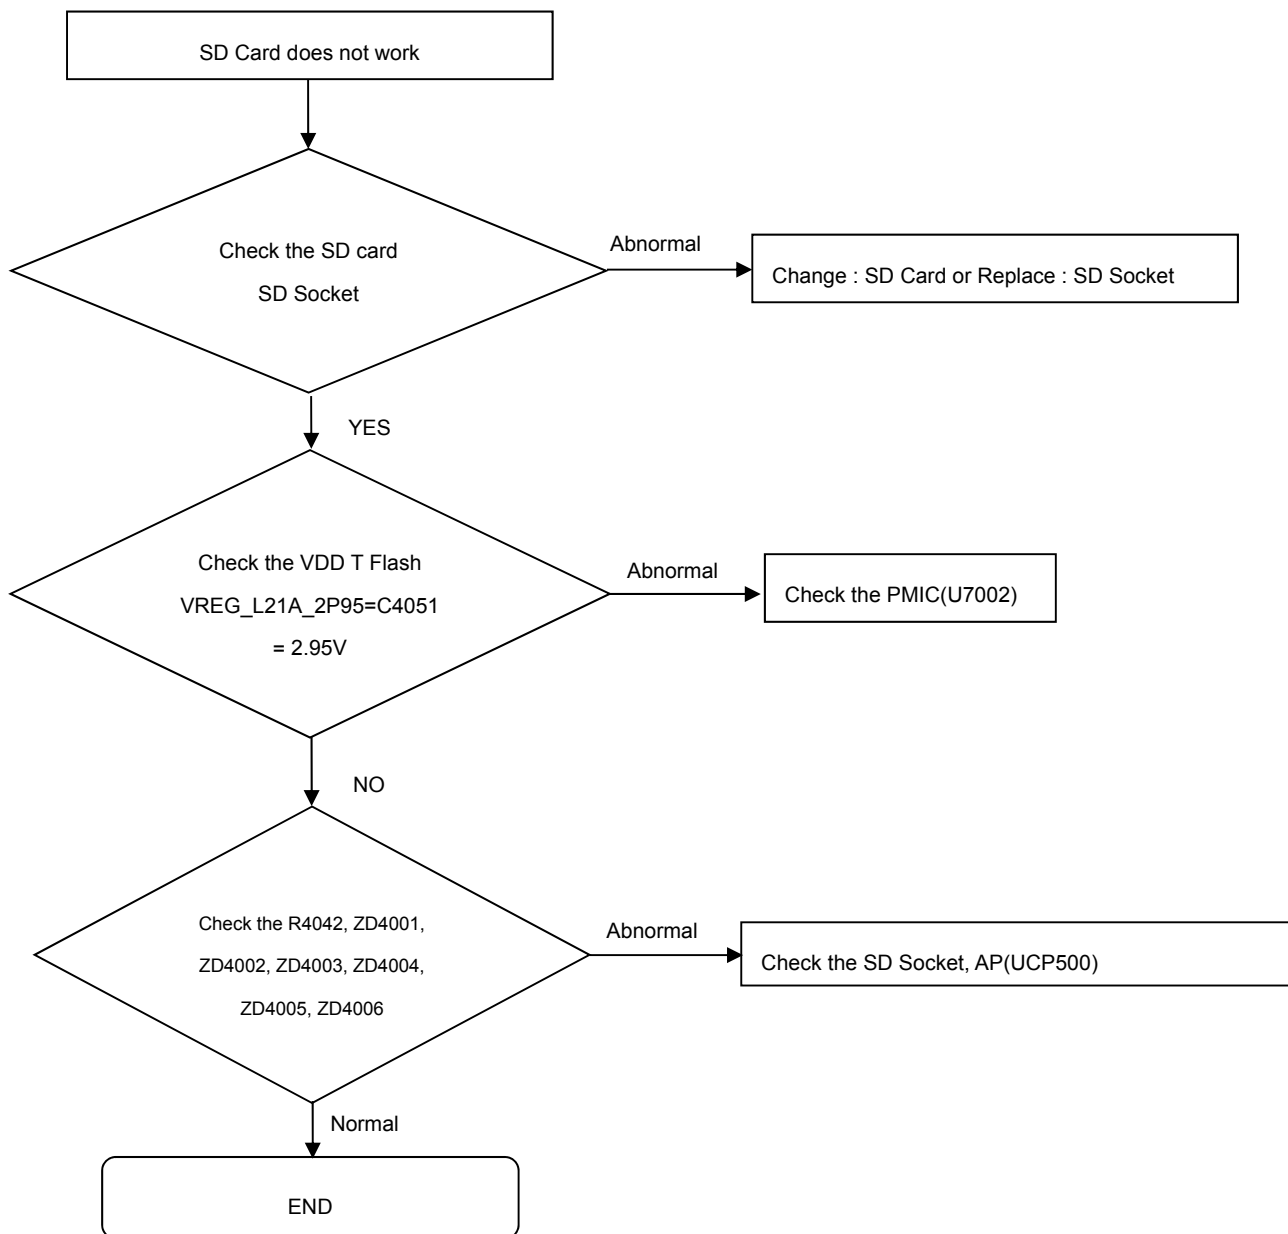 SD Card does not work
Check the SD card
SD Socket
Abnormal
Change : SD Card or Replace : SD Socket
YES
Check the VDD T Flash
VREG_L21A_2P95=C4051
= 2.95V
Abnormal
Check the PMIC(U7002)
NO
Check the R4042, ZD4001,
ZD4002, ZD4003, ZD4004,
ZD4005, ZD4006
Abnormal
Check the SD Socket, AP(UCP500)
Normal
END